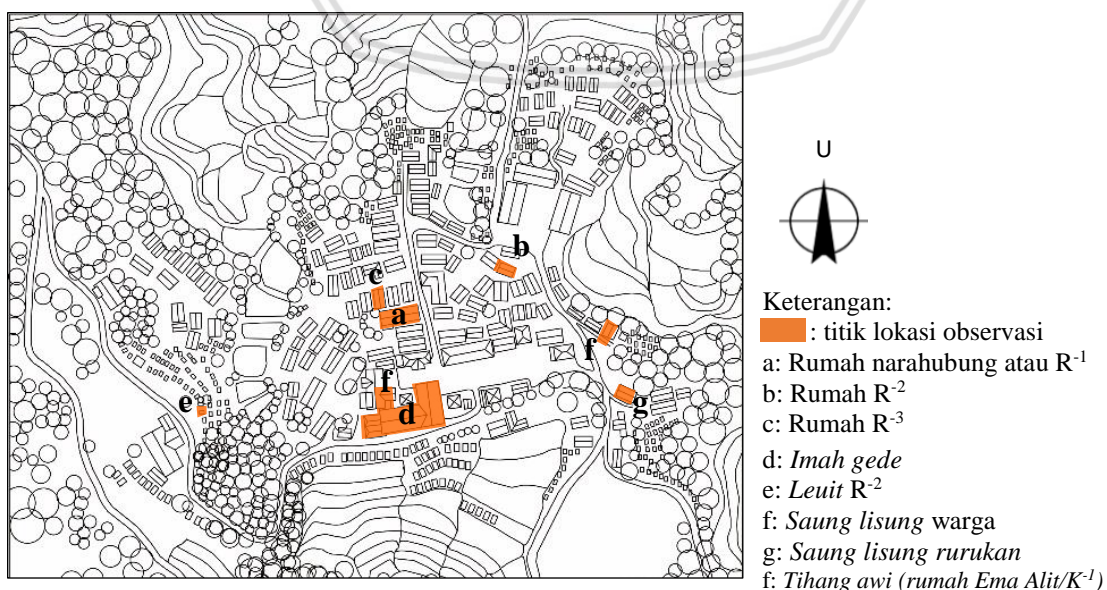 b
c
a
f
f
e
d
g
U
Keterangan:
: titik lokasi observasi
a: Rumah narahubung atau R⁻¹
b: Rumah R⁻²
c: Rumah R⁻³
d: Imah gede
e: Leuit R⁻²
f: Saung lisung warga
g: Saung lisung rurukan
f: Tihang awi (rumah Ema Alit/K⁻¹)